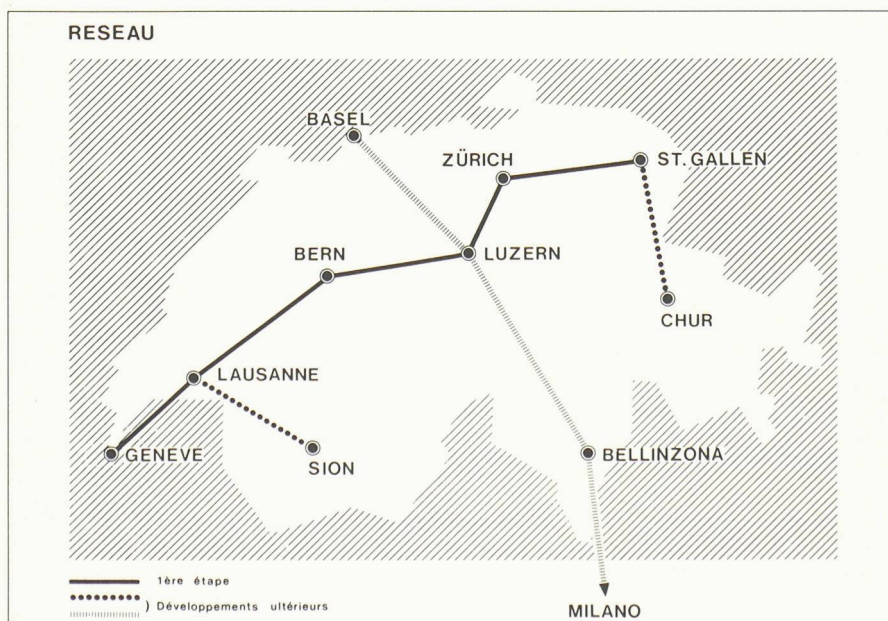 RESEAU
BASEL
ZÜRICH
ST. GALLEN
BERN
LUZERN
CHUR
LAUSANNE
GENEVE
SION
BELLINZONA
1ère étape
) Développements ultérieurs
MILANO